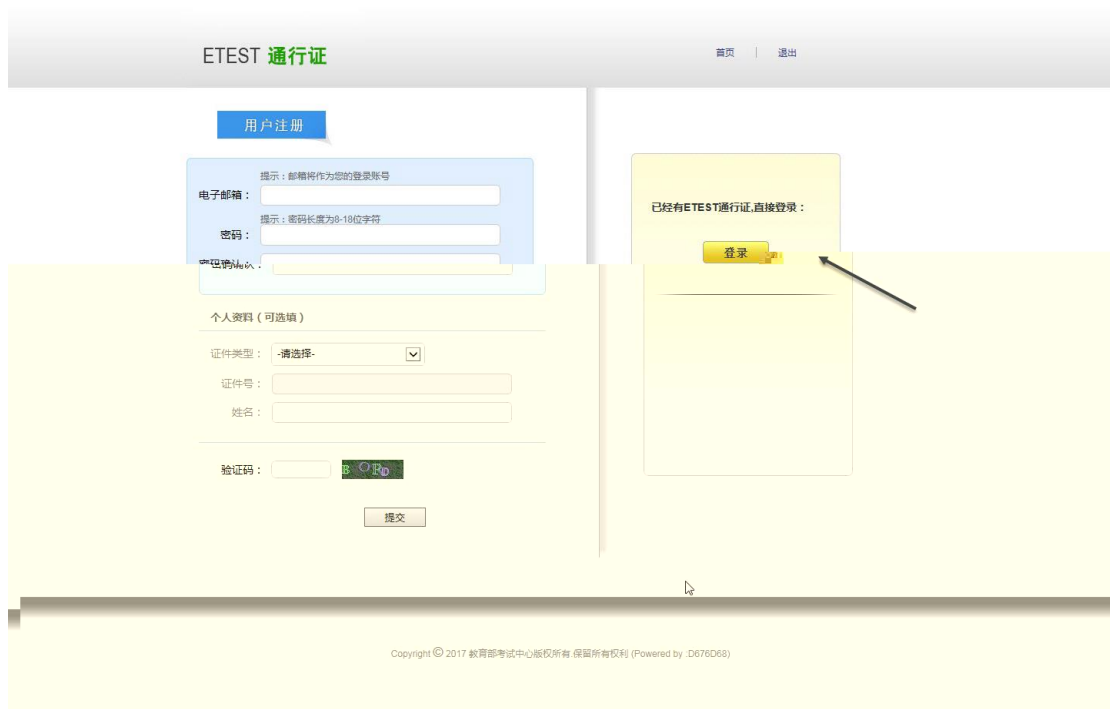 ETEST 通行证
首页 | 退出
用户注册
提示：邮箱将作为您的登录账号
电子邮箱：
提示：密码长度为8-18位字符
密码：
密码确认：
个人资料（可选填）
证件类型： -请选择-
证件号：
姓名：
验证码：
提交
已经有ETEST通行证,直接登录：
登录
Copyright © 2017 教育部考试中心版权所有.保留所有权利 (Powered by .D676D68)